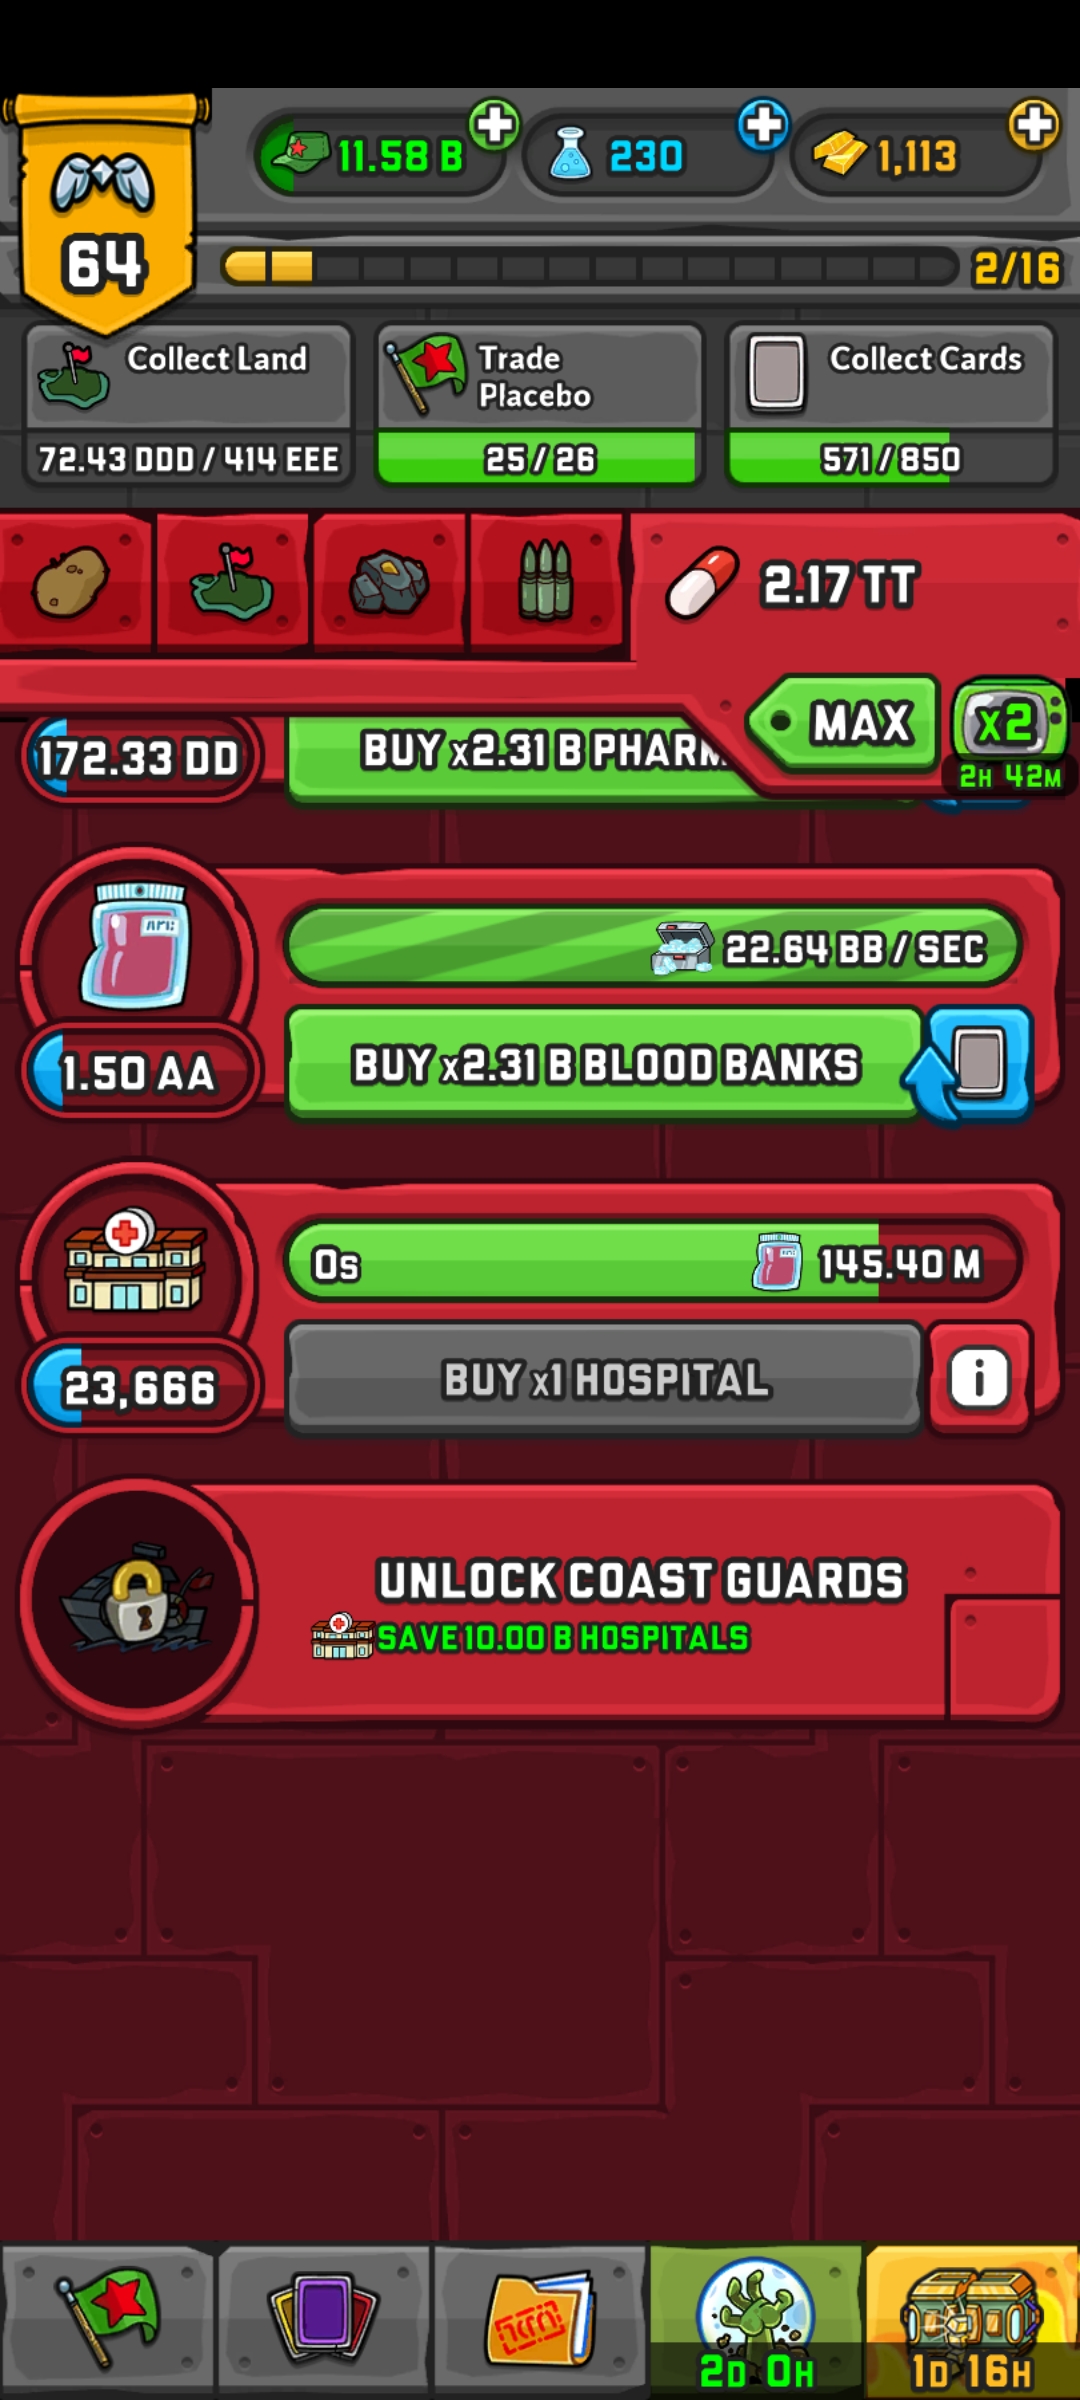 11.58 B
230
1,113
64
2/16
Collect Land
72.43 DDD / 414 EEE
Trade
Placebo
25 / 26
Collect Cards
571 / 850
2.17 TT
MAX
x2
2H 42M
172.33 DD
BUY x2.31 B PHARM
22.64 BB / SEC
1.50 AA
BUY x2.31 B BLOOD BANKS
0s
145.40 M
23,666
BUY x1 HOSPITAL
i
UNLOCK COAST GUARDS
SAVE 10.00 B HOSPITALS
2D 0H
1D 16H